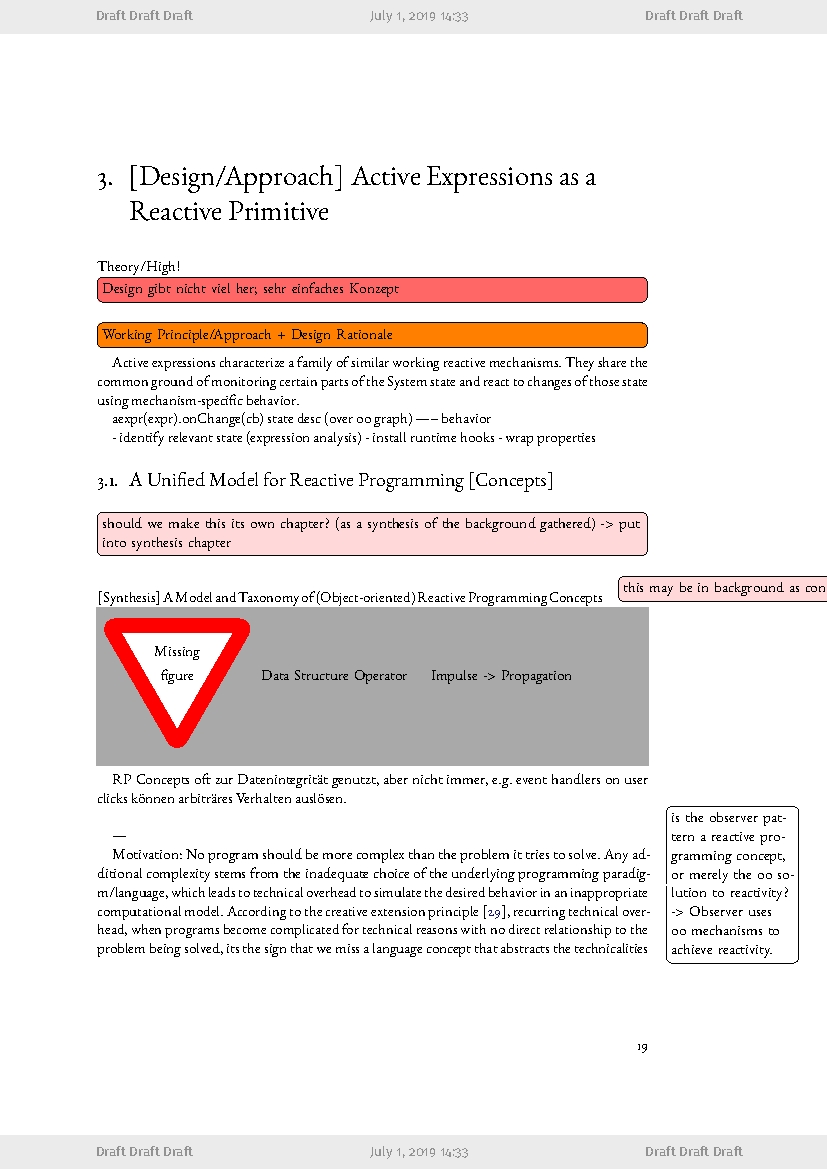 Draft Draft Draft July 1, 2019 14:33 Draft Draft Draft
3. [Design/Approach] Active Expressions as a
Reactive Primitive
Theory/High!
Design gibt nicht viel her; sehr einfaches Konzept
Working Principle/Approach + Design Rationale
Active expressions characterize a family of similar working reactive mechanisms. They share the
common ground of monitoring certain parts of the System state and react to changes of those state
using mechanism-specific behavior.
aexpr(expr).onChange(cb) state desc (over oo graph) —– behavior
- identify relevant state (expression analysis) - install runtime hooks - wrap properties
3.1. A Unified Model for Reactive Programming [Concepts]
should we make this its own chapter? (as a synthesis of the background gathered) -> put
into synthesis chapter
this may be in background as con
[Synthesis] A Model and Taxonomy of (Object-oriented) Reactive Programming Concepts
Missing
figure
Data Structure Operator Impulse -> Propagation
RP Concepts oft zur Datenintegrität genutzt, aber nicht immer, e.g. event handlers on user
clicks können arbiträres Verhalten auslösen.
—
Motivation: No program should be more complex than the problem it tries to solve. Any ad-
ditional complexity stems from the inadequate choice of the underlying programming paradig-
m/language, which leads to technical overhead to simulate the desired behavior in an inappropriate
computational model. According to the creative extension principle [29], recurring technical over-
head, when programs become complicated for technical reasons with no direct relationship to the
problem being solved, its the sign that we miss a language concept that abstracts the technicalities
is the observer pat-
tern a reactive pro-
gramming concept,
or merely the oo so-
lution to reactivity?
-> Observer uses
oo mechanisms to
achieve reactivity.
19
Draft Draft Draft July 1, 2019 14:33 Draft Draft Draft